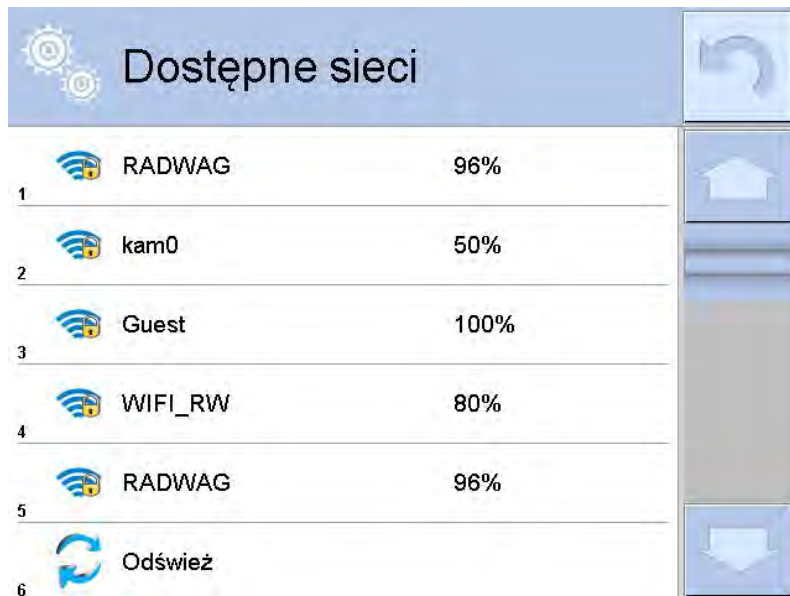 Dostępne sieci
RADWAG 96%
1
kam0 50%
2
Guest 100%
3
WIFI_RW 80%
4
RADWAG 96%
5
Odśwież
6